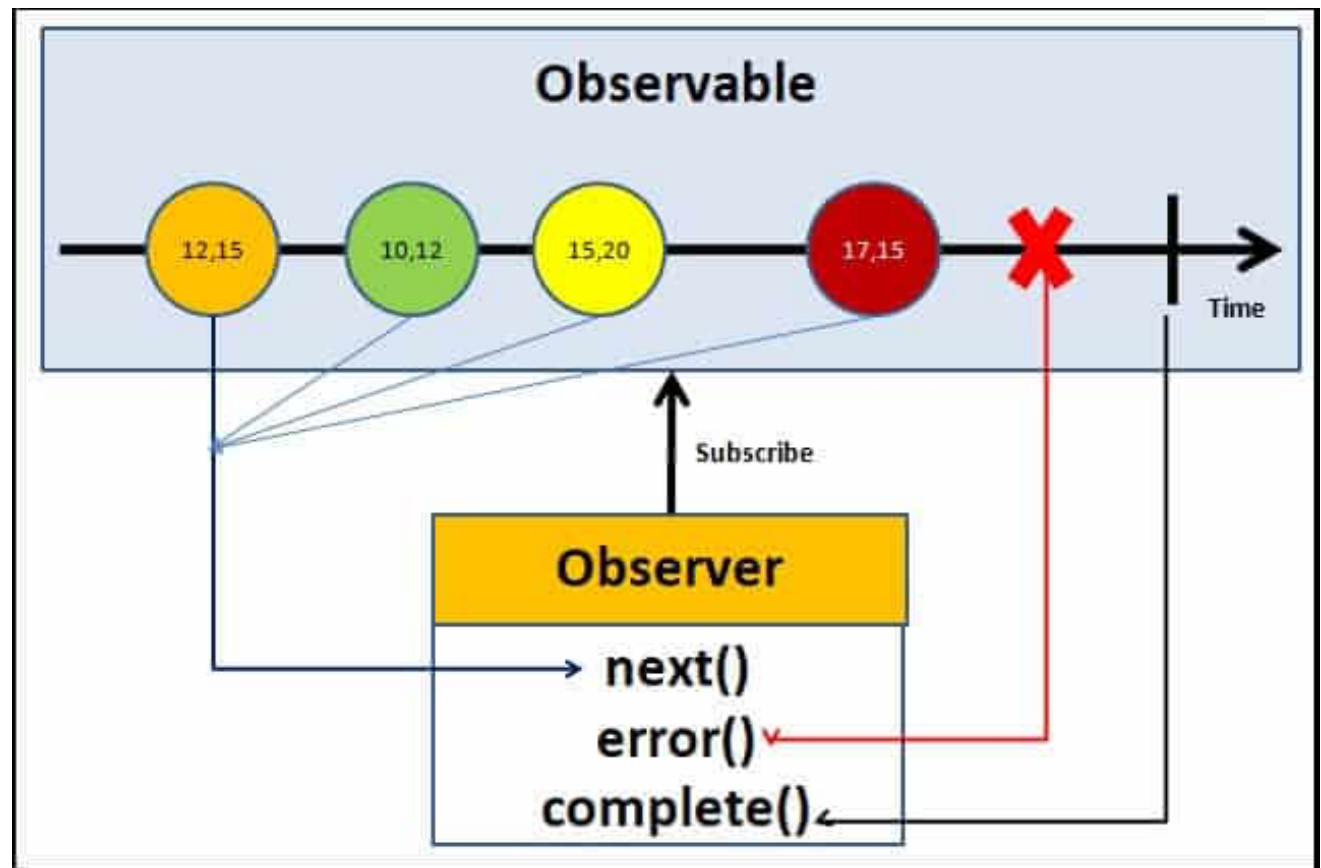 Observable
12,15
10,12
15,20
17,15
Time
Subscribe
Observer
next()
error()
complete()